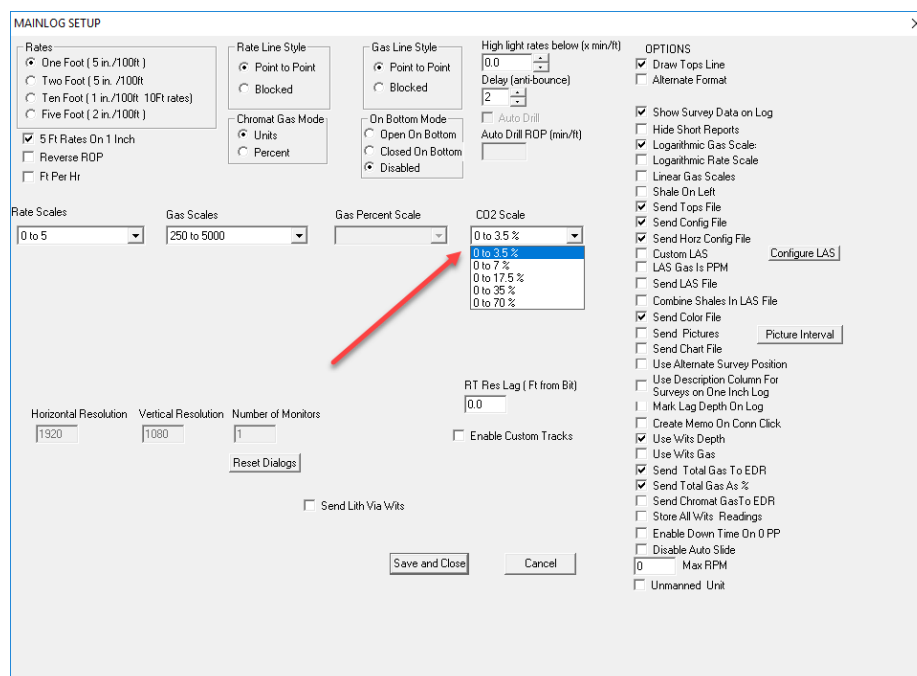 MAINLOG SETUP
Rates
One Foot ( 5 in./100ft )
Two Foot ( 5 in. /100ft
Ten Foot ( 1 in./100ft 10Ft rates)
Five Foot ( 2 in./100ft )
5 Ft Rates On 1 Inch
Reverse ROP
Ft Per Hr
Rate Line Style
Point to Point
Blocked
Chromat Gas Mode
Units
Percent
Gas Line Style
Point to Point
Blocked
On Bottom Mode
Open On Bottom
Closed On Bottom
Disabled
High light rates below (x min/ft)
0.0
Delay (anti-bounce)
2
Auto Drill
Auto Drill ROP (min/ft)
Rate Scales
0 to 5
Gas Scales
250 to 5000
Gas Percent Scale
CO2 Scale
0 to 3.5 %
0 to 3.5 %
0 to 7 %
0 to 17.5 %
0 to 35 %
0 to 70 %
RT Res Lag ( Ft from Bit)
0.0
Enable Custom Tracks
Horizontal Resolution
1920
Vertical Resolution
1080
Number of Monitors
1
Reset Dialogs
Send Lith Via Wits
Save and Close
Cancel
OPTIONS
Draw Tops Line
Alternate Format
Show Survey Data on Log
Hide Short Reports
Logarithmic Gas Scale:
Logarithmic Rate Scale
Linear Gas Scales
Shale On Left
Send Tops File
Send Config File
Send Horz Config File
Custom LAS
Configure LAS
LAS Gas Is PPM
Send LAS File
Combine Shales In LAS File
Send Color File
Send Pictures
Picture Interval
Send Chart File
Use Alternate Survey Position
Use Description Column For
Surveys on One Inch Log
Mark Lag Depth On Log
Create Memo On Conn Click
Use Wits Depth
Use Wits Gas
Send Total Gas To EDR
Send Total Gas As %
Send Chromat GasTo EDR
Store All Wits Readings
Enable Down Time On 0 PP
Disable Auto Slide
0
Max RPM
Unmanned Unit